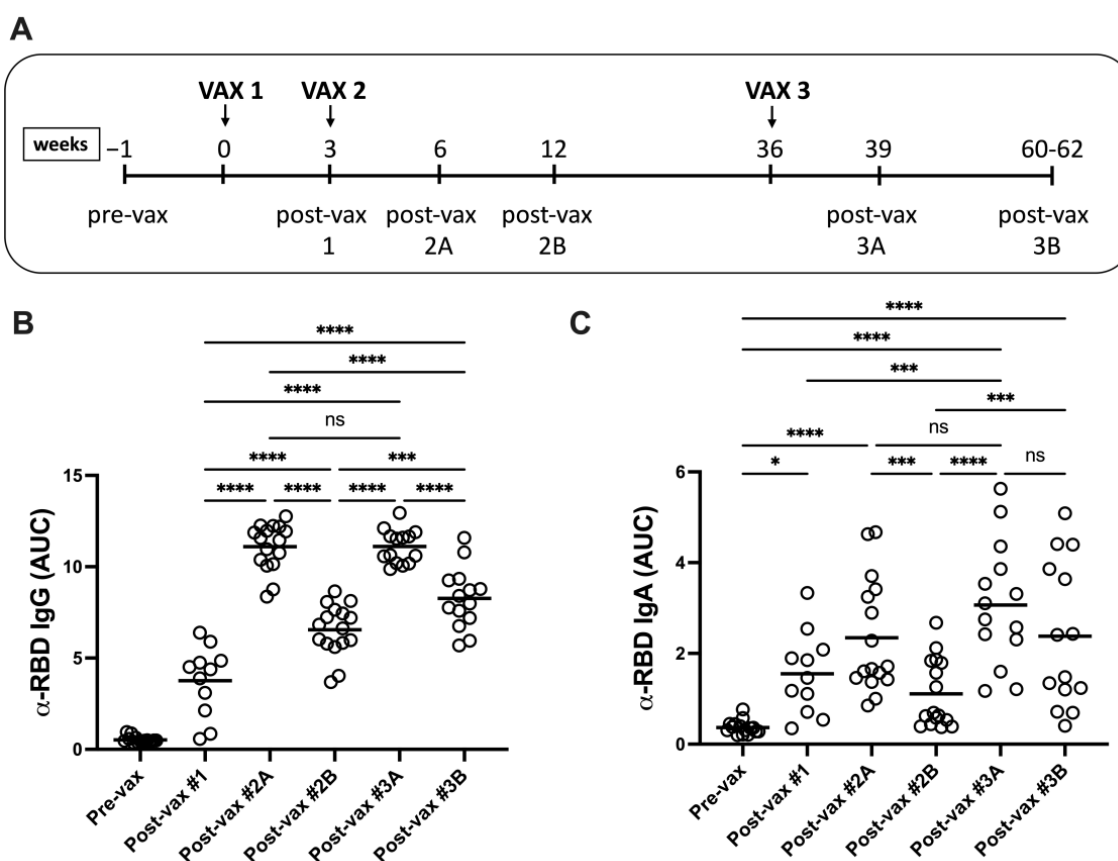 A
VAX 1 VAX 2 VAX 3
weeks –1 0 3 6 12 36 39 60-62
pre-vax post-vax post-vax post-vax post-vax post-vax
1 2A 2B 3A 3B
B
****
****
****
ns
**** ***
**** **** **** ****
15
10
5
0
α-RBD IgG (AUC)
Pre-vax
Post-vax #1
Post-vax #2A
Post-vax #2B
Post-vax #3A
Post-vax #3B
C
****
****
***
***
**** ns
* *** **** ns
6
4
2
0
α-RBD IgA (AUC)
Pre-vax
Post-vax #1
Post-vax #2A
Post-vax #2B
Post-vax #3A
Post-vax #3B